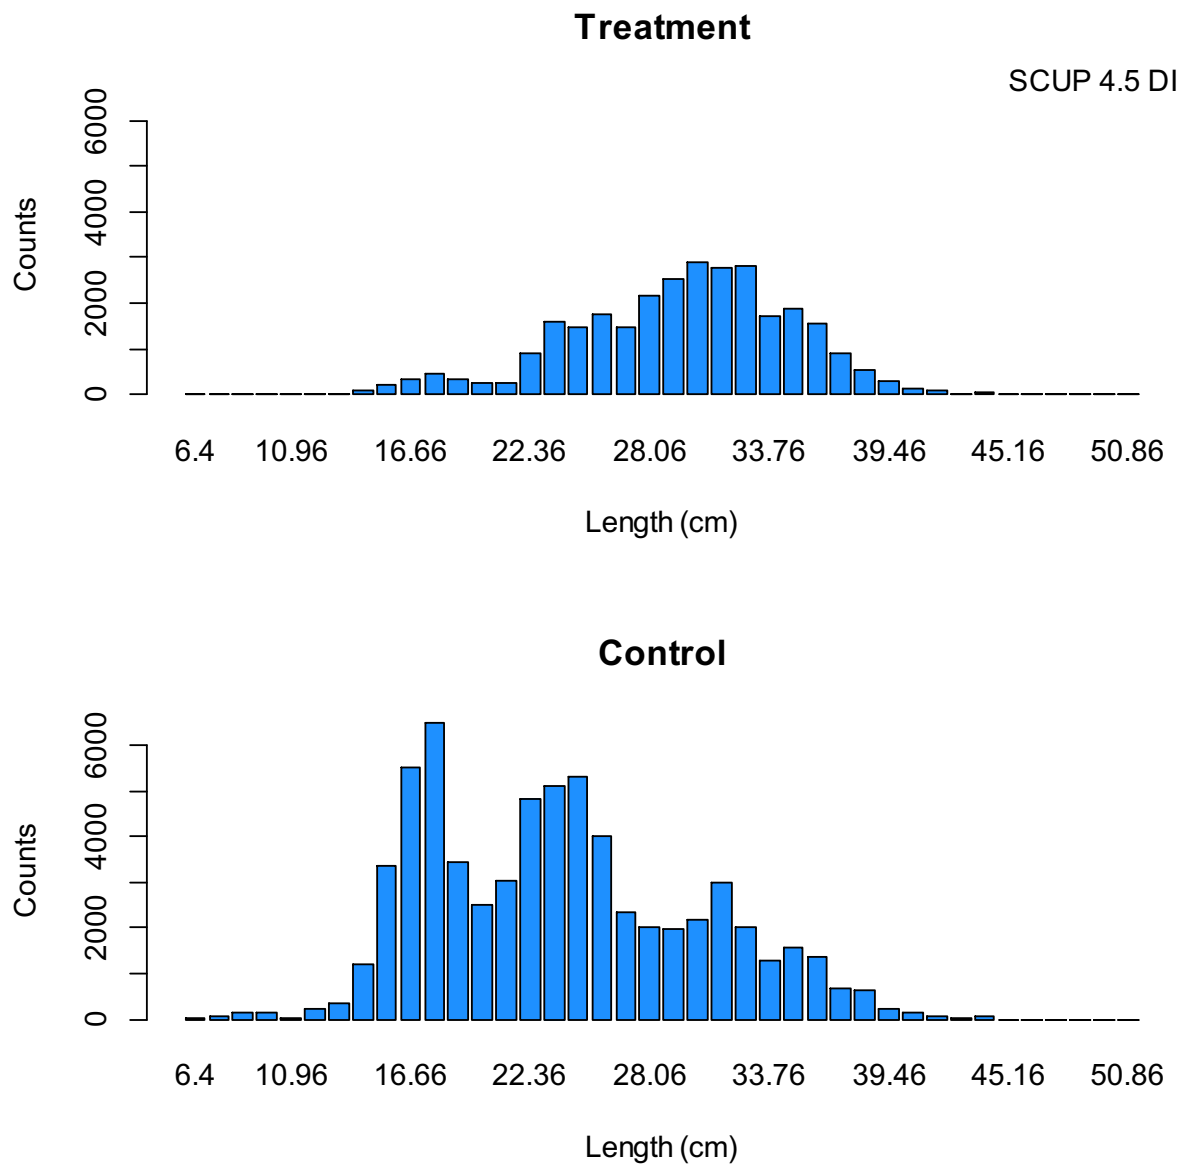 Treatment
SCUP 4.5 DI
Counts
6000
4000
2000
0
6.4 10.96 16.66 22.36 28.06 33.76 39.46 45.16 50.86
Length (cm)
Control
Counts
6000
4000
2000
0
6.4 10.96 16.66 22.36 28.06 33.76 39.46 45.16 50.86
Length (cm)